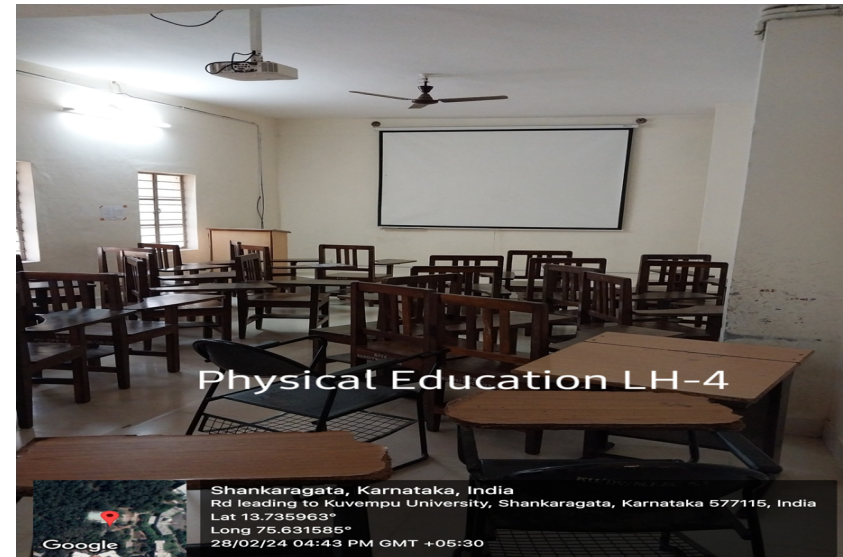 Physical Education LH-4
Shankaragata, Karnataka, India
Rd leading to Kuvempu University, Shankaragata, Karnataka 577115, India
Lat 13.735963°
Long 75.631585°
28/02/24 04:43 PM GMT +05:30
Google